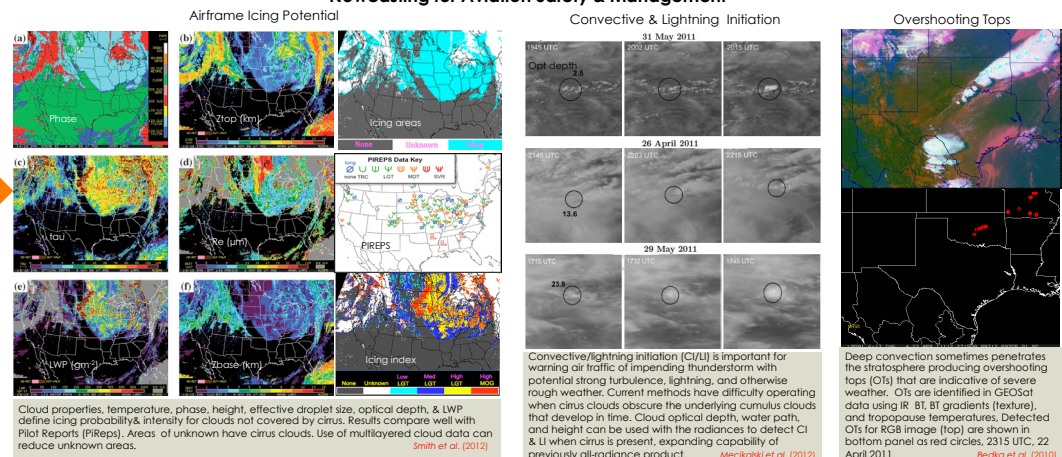 Nowcasting for Aviation Safety & Management
Airframe Icing Potential
(a)
Phase
(b)
Ztop (km)
Icing areas
None Unknown Icing
(c)
tau
(d)
Re (μm)
PIREPS Data Key
Icing
none TRC LGT MDT SVR
PIREPS
(e)
LWP (gm-2)
(f)
Zbase (km)
Icing index
Low Med High High
None Unknown LGT LGT LGT MOG
Cloud properties, temperature, phase, height, effective droplet size, optical depth, & LWP
define icing probability& intensity for clouds not covered by cirrus. Results compare well with
Pilot Reports (PiReps). Areas of unknown have cirrus clouds. Use of multilayered cloud data can
reduce unknown areas. Smith et al. (2012)
Convective & Lightning Initiation
31 May 2011
1945 UTC 2002 UTC 2015 UTC
Opt depth
2.5
26 April 2011
2145 UTC 2203 UTC 2215 UTC
13.6
29 May 2011
1715 UTC 1732 UTC 1745 UTC
23.9
Convective/lightning initiation (CI/LI) is important for
warning air traffic of impending thunderstorm with
potential strong turbulence, lightning, and otherwise
rough weather. Current methods have difficulty operating
when cirrus clouds obscure the underlying cumulus clouds
that develop in time. Cloud optical depth, water path,
and height can be used with the radiances to detect CI
& LI when cirrus is present, expanding capability of
previously all-radiance product. Mecikalski et al. (2012)
Overshooting Tops
Deep convection sometimes penetrates
the stratosphere producing overshooting
tops (OTs) that are indicative of severe
weather. OTs are identified in GEOSat
data using IR BT, BT gradients (texture),
and tropopause temperatures. Detected
OTs for RGB image (top) are shown in
bottom panel as red circles, 2315 UTC, 22
April 2011 Bedka et al. (2010)